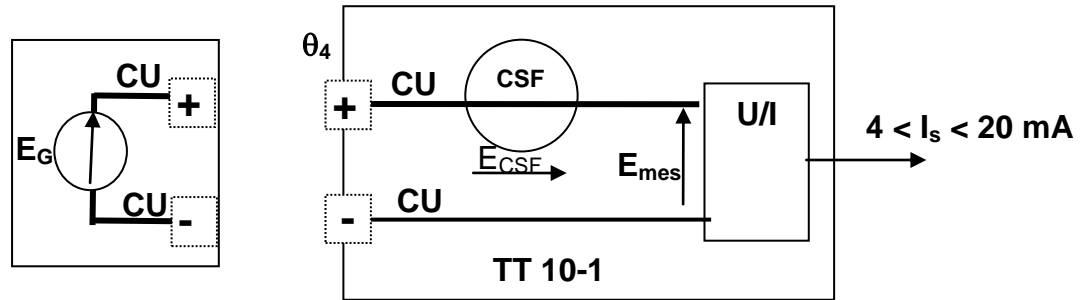 CU
+
E_G
CU
-
θ₄
+
CU
CSF
E_CSF
-
CU
E_mes
U/I
4 < I_s < 20 mA
TT 10-1